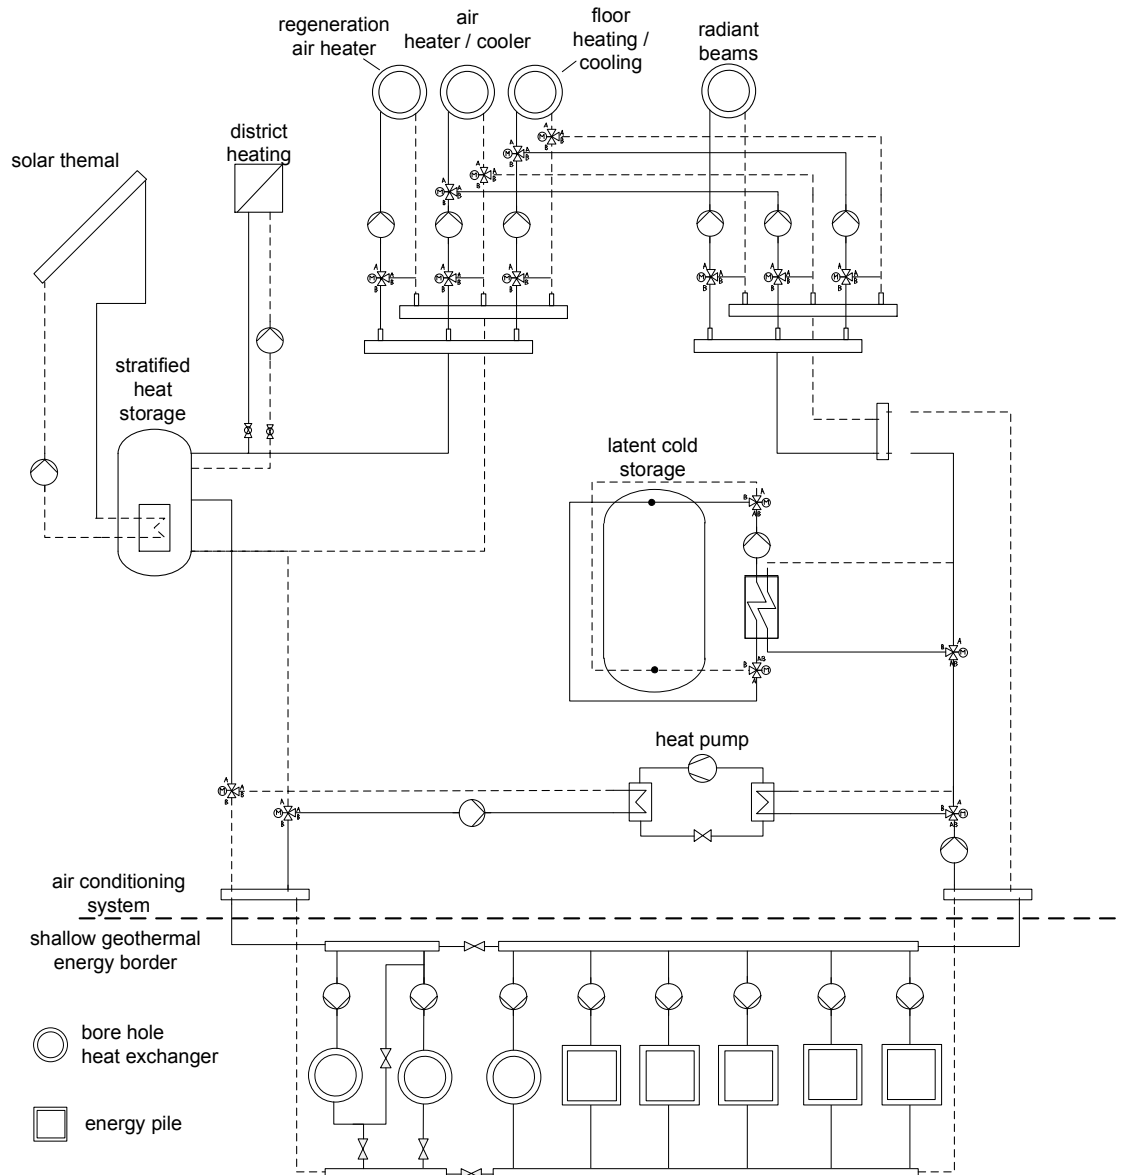 regeneration
air heater
air
heater / cooler
floor
heating /
cooling
radiant
beams
district
heating
solar themal
stratified
heat
storage
latent cold
storage
heat pump
air conditioning
system
shallow geothermal
energy border
bore hole
heat exchanger
energy pile